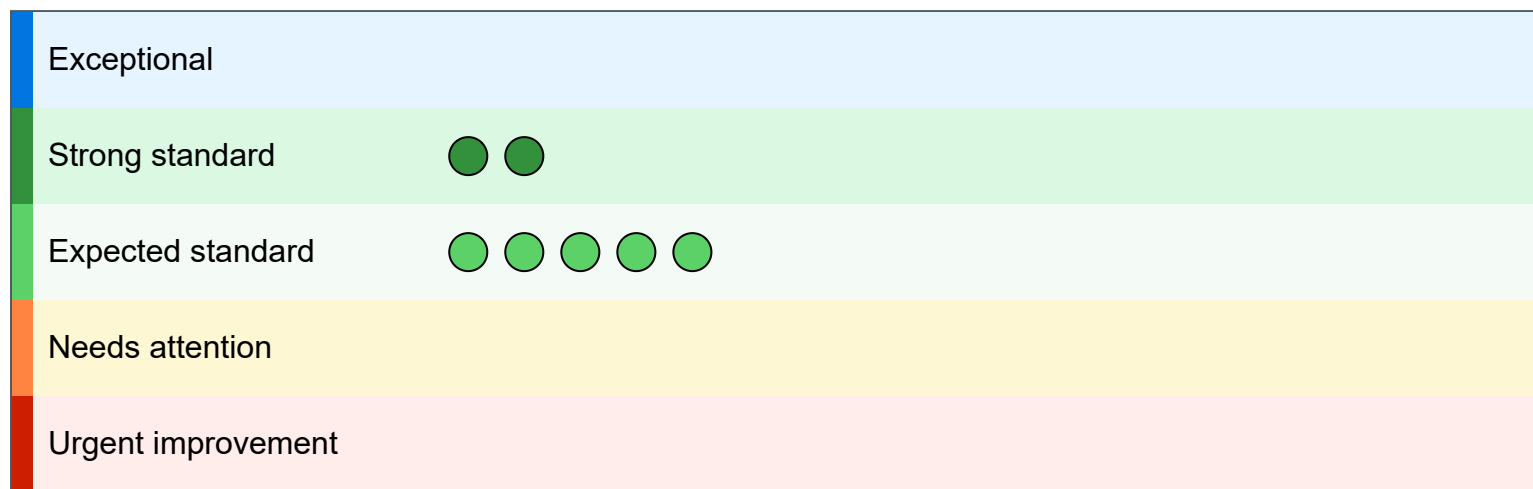 Exceptional
Strong standard
Expected standard
Needs attention
Urgent improvement